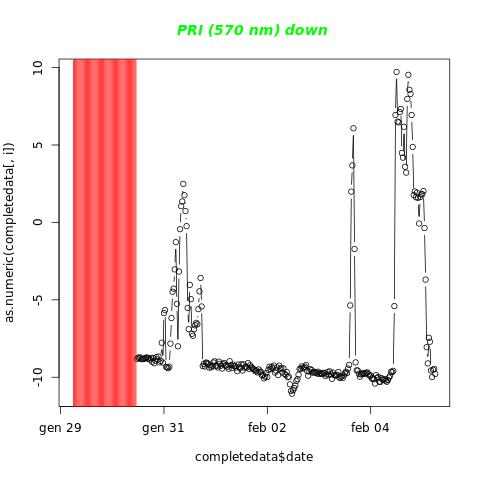 PRI (570 nm) down
as.numeric(completedata[, i])
10
5
0
-5
-10
gen 29
gen 31
feb 02
feb 04
completedata$date